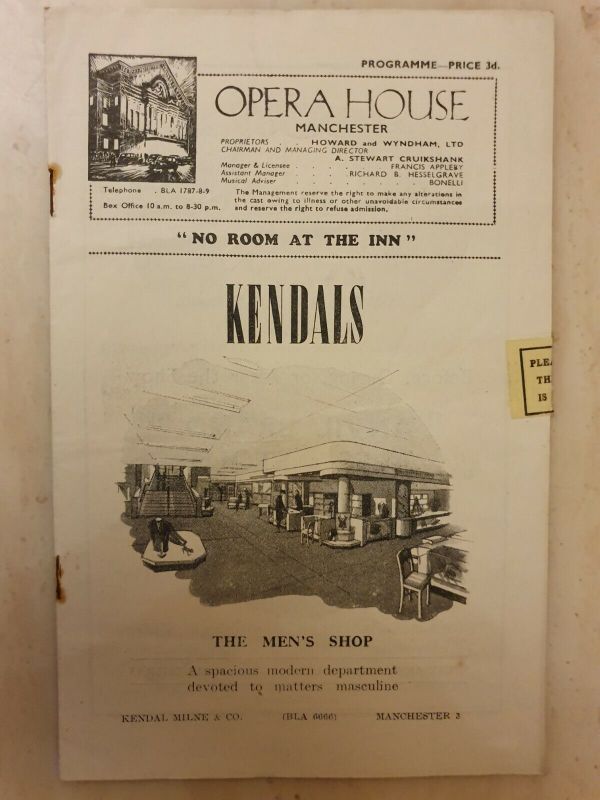 PROGRAMME—PRICE 3d.
OPERA HOUSE
MANCHESTER
PROPRIETORS . HOWARD and WYNDHAM, LTD
CHAIRMAN AND MANAGING DIRECTOR
A. STEWART CRUIKSHANK
Manager & Licensee . . . . FRANCIS APPLEBY
Assistant Manager . . . . RICHARD B. HESSELGRAVE
Musical Adviser . . . . . BONELLI
Telephone . BLA 1787-8-9
Box Office 10 a.m. to 8-30 p.m.
The Management reserve the right to make any alterations in
the cast owing to illness or other unavoidable circumstances
and reserve the right to refuse admission.
"NO ROOM AT THE INN"
KENDALS
PLEA
TH
IS
THE MEN'S SHOP
A spacious modern department
devoted to matters masculine
KENDAL MILNE & CO. (BLA 6666) MANCHESTER 3